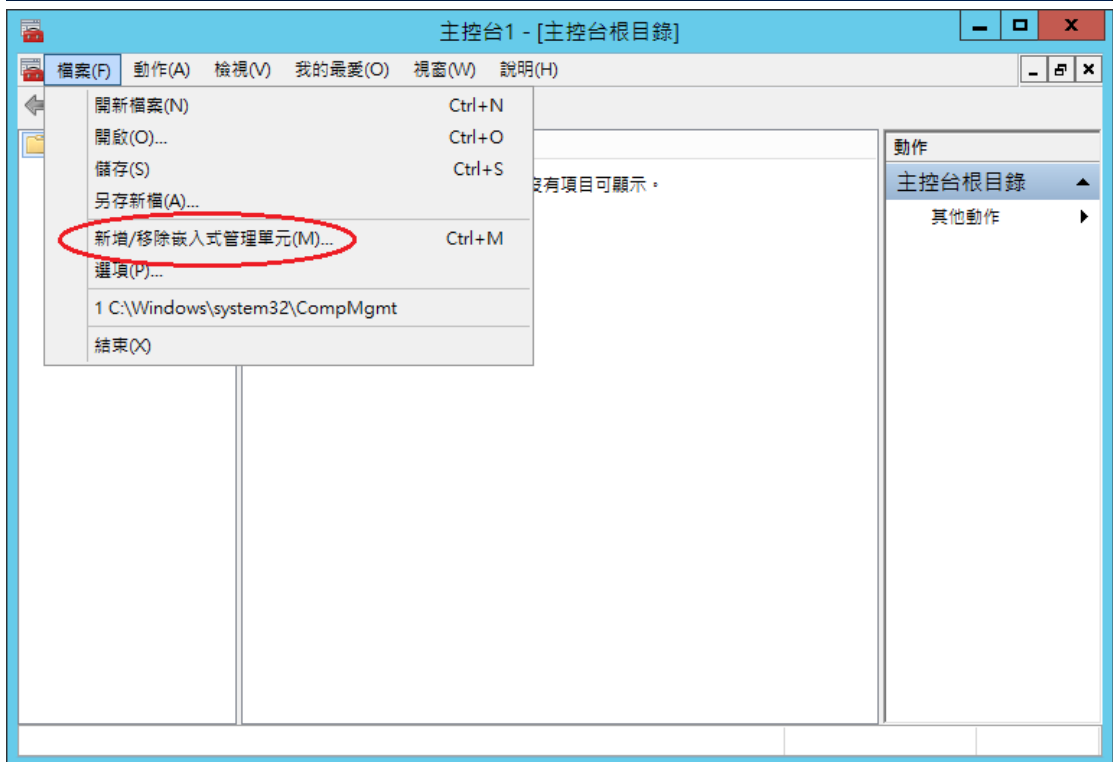 主控台1 - [主控台根目錄]
檔案(F) 動作(A) 檢視(V) 我的最愛(O) 視窗(W) 說明(H)
開新檔案(N) Ctrl+N
開啟(O)... Ctrl+O
儲存(S) Ctrl+S
另存新檔(A)...
新增/移除嵌入式管理單元(M)... Ctrl+M
選項(P)...
1 C:\Windows\system32\CompMgmt
結束(X)
沒有項目可顯示。
動作
主控台根目錄
其他動作